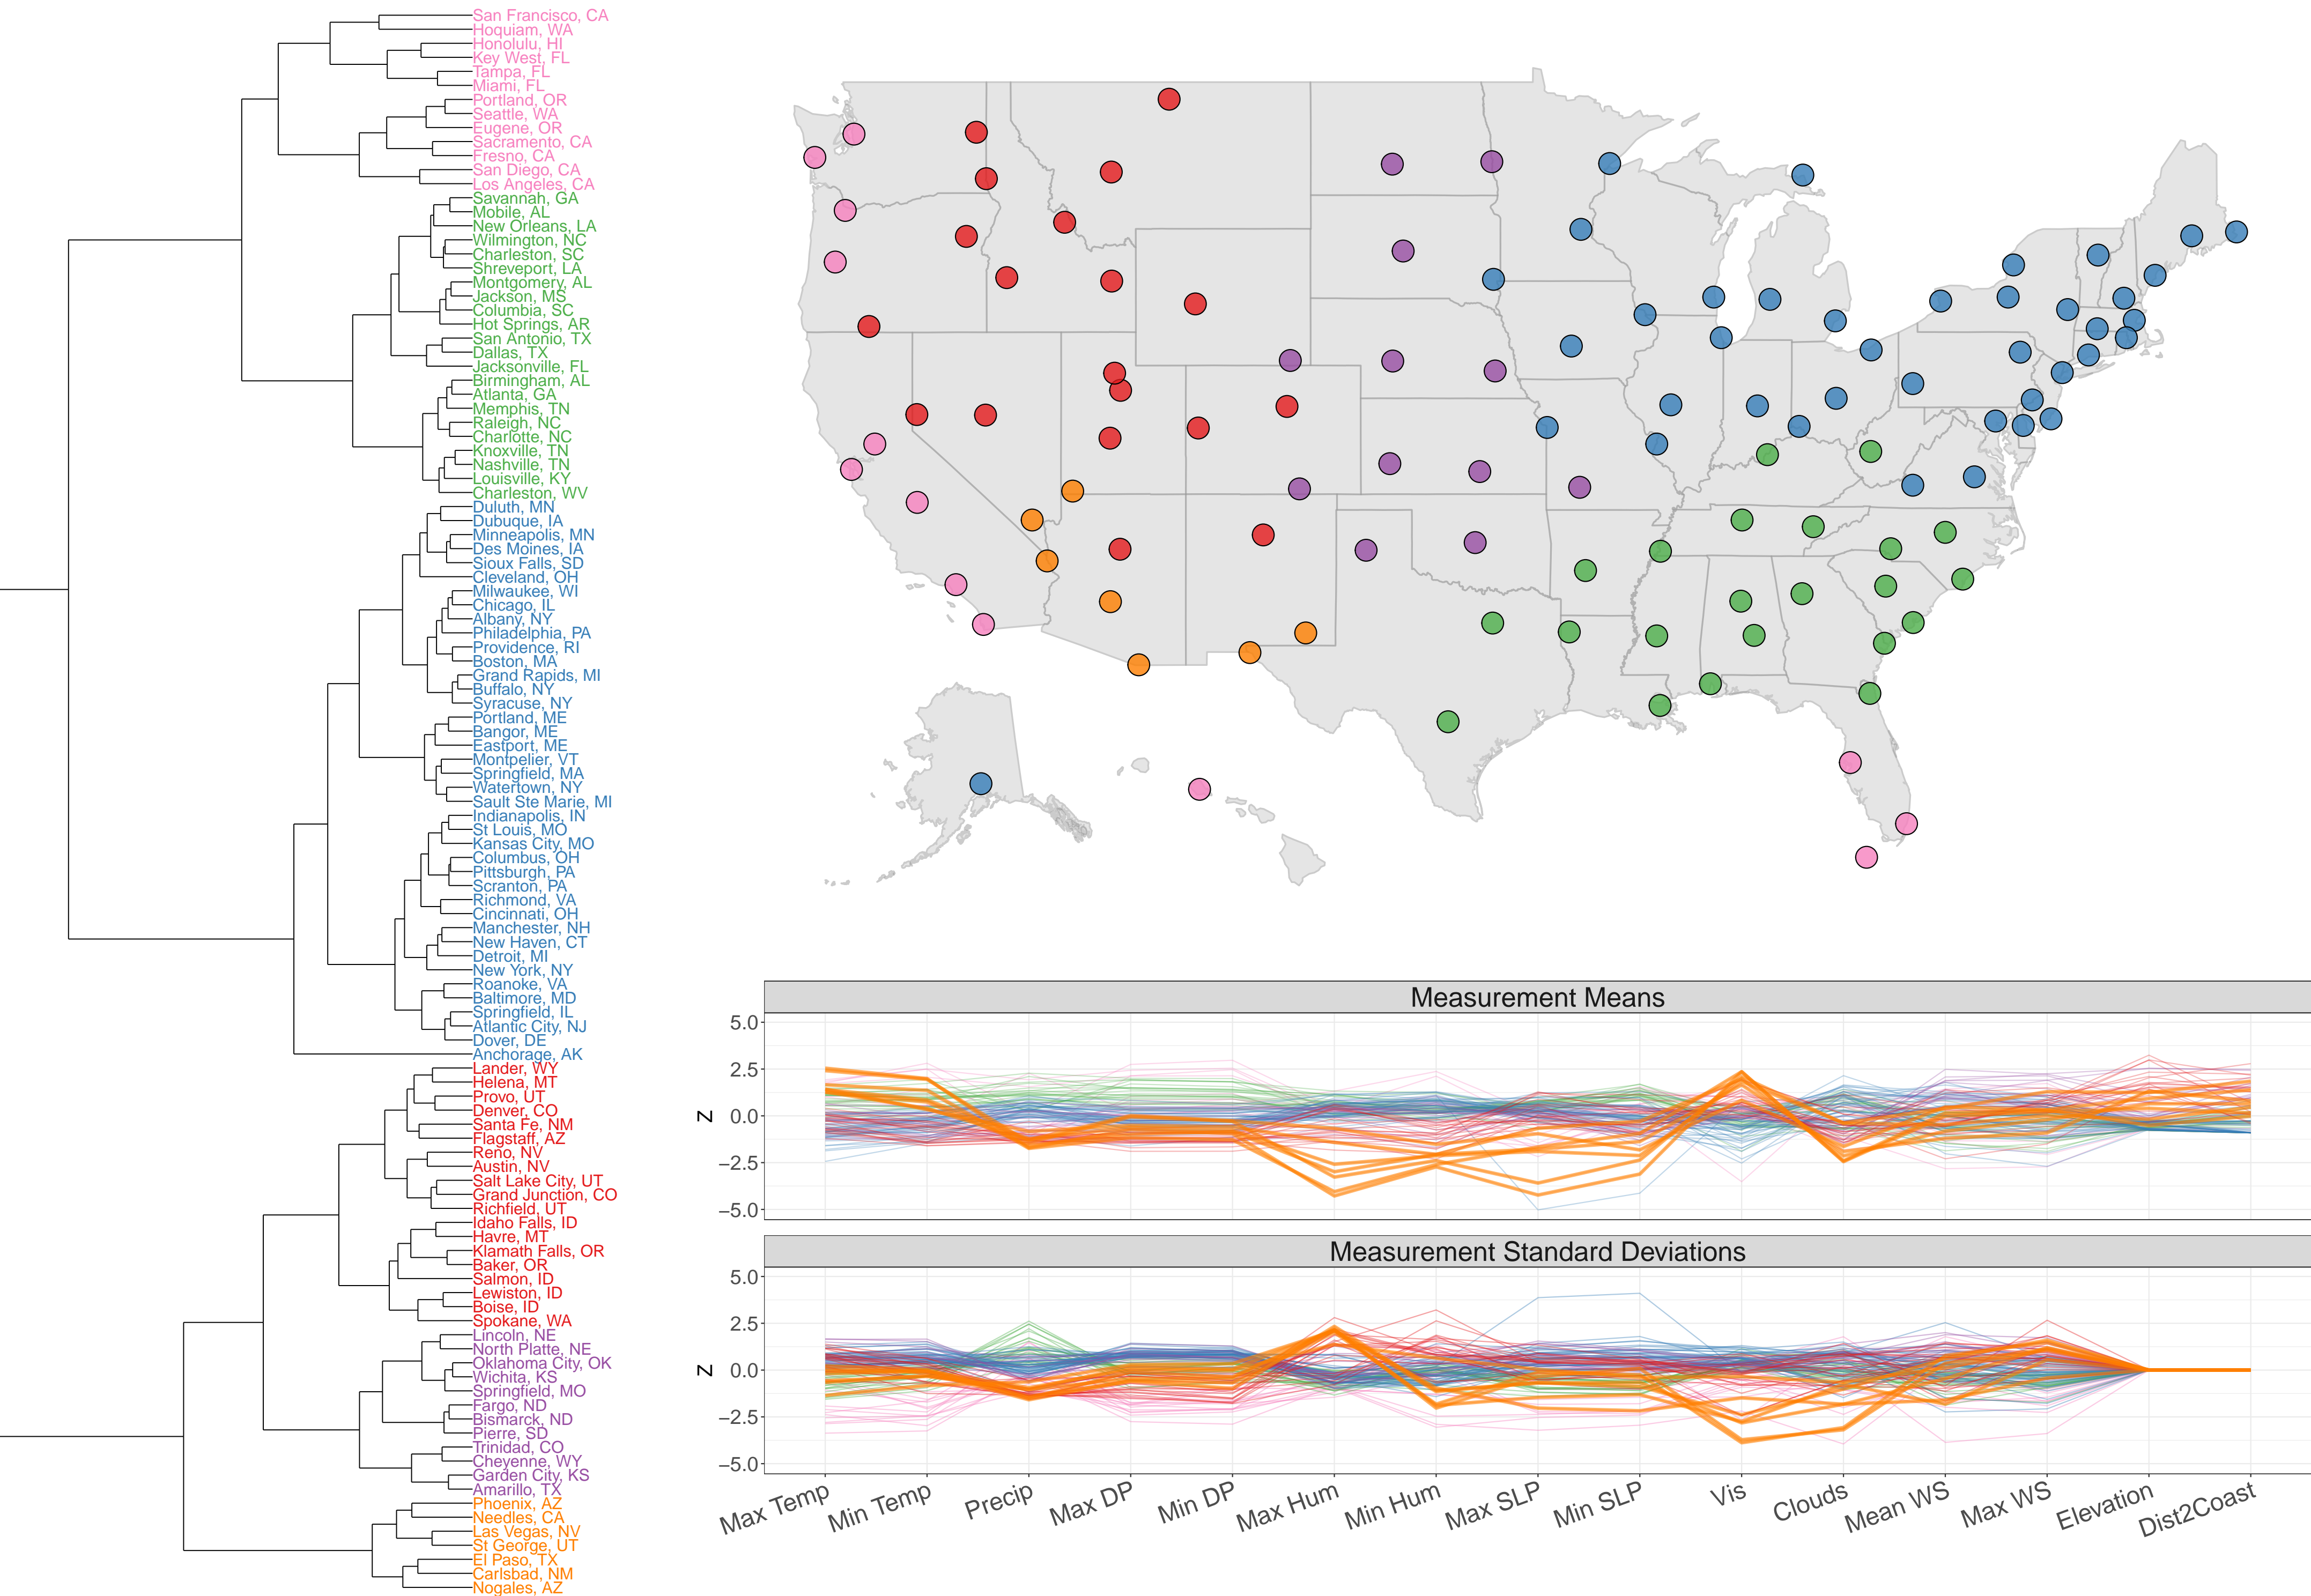 San Francisco, CA
Hoquiam, WA
Honolulu, HI
Key West, FL
Tampa, FL
Miami, FL
Portland, OR
Seattle, WA
Eugene, OR
Sacramento, CA
Fresno, CA
San Diego, CA
Los Angeles, CA
Savannah, GA
Mobile, AL
New Orleans, LA
Wilmington, NC
Charleston, SC
Shreveport, LA
Montgomery, AL
Jackson, MS
Columbia, SC
Hot Springs, AR
San Antonio, TX
Dallas, TX
Jacksonville, FL
Birmingham, AL
Atlanta, GA
Memphis, TN
Raleigh, NC
Charlotte, NC
Knoxville, TN
Nashville, TN
Louisville, KY
Charleston, WV
Duluth, MN
Dubuque, IA
Minneapolis, MN
Des Moines, IA
Sioux Falls, SD
Cleveland, OH
Milwaukee, WI
Chicago, IL
Albany, NY
Philadelphia, PA
Providence, RI
Boston, MA
Grand Rapids, MI
Buffalo, NY
Syracuse, NY
Portland, ME
Bangor, ME
Eastport, ME
Montpelier, VT
Springfield, MA
Watertown, NY
Sault Ste Marie, MI
Indianapolis, IN
St Louis, MO
Kansas City, MO
Columbus, OH
Pittsburgh, PA
Scranton, PA
Richmond, VA
Cincinnati, OH
Manchester, NH
New Haven, CT
Detroit, MI
New York, NY
Roanoke, VA
Baltimore, MD
Springfield, IL
Atlantic City, NJ
Dover, DE
Anchorage, AK
Lander, WY
Helena, MT
Provo, UT
Denver, CO
Santa Fe, NM
Flagstaff, AZ
Reno, NV
Austin, NV
Salt Lake City, UT
Grand Junction, CO
Richfield, UT
Idaho Falls, ID
Havre, MT
Klamath Falls, OR
Baker, OR
Salmon, ID
Lewiston, ID
Boise, ID
Spokane, WA
Lincoln, NE
North Platte, NE
Oklahoma City, OK
Wichita, KS
Springfield, MO
Fargo, ND
Bismarck, ND
Pierre, SD
Trinidad, CO
Cheyenne, WY
Garden City, KS
Amarillo, TX
Phoenix, AZ
Needles, CA
Las Vegas, NV
St George, UT
El Paso, TX
Carlsbad, NM
Nogales, AZ
Measurement Means
5.0
2.5
0.0
−2.5
−5.0
Z
Measurement Standard Deviations
5.0
2.5
0.0
−2.5
−5.0
Z
Max Temp
Min Temp
Precip
Max DP
Min DP
Max Hum
Min Hum
Max SLP
Min SLP
Vis
Clouds
Mean WS
Max WS
Elevation
Dist2Coast